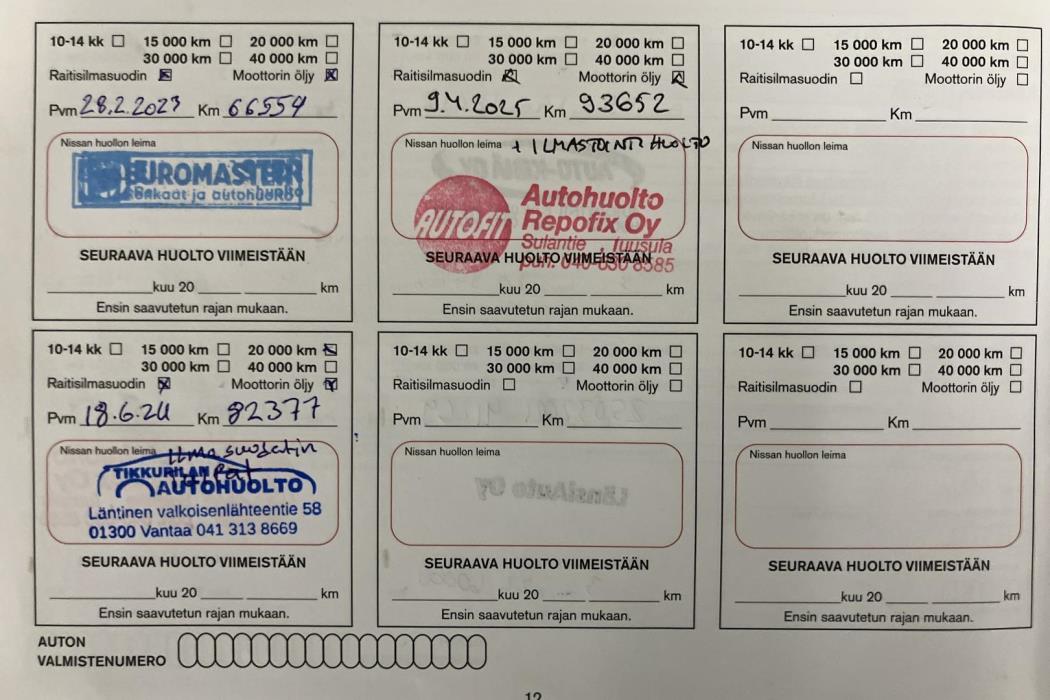 10-14 kk 15 000 km 20 000 km
30 000 km 40 000 km
Raitisilmasuodin Moottorin öljy
Pvm 28.2.2023 Km 66554
Nissan huollon leima
EUROMASTER
Renkaat ja autohuolto
SEURAAVA HUOLTO VIIMEISTÄÄN
kuu 20 km
Ensin saavutetun rajan mukaan.
10-14 kk 15 000 km 20 000 km
30 000 km 40 000 km
Raitisilmasuodin Moottorin öljy
Pvm 9.4.2025 Km 93652
Nissan huollon leima + ILMASTOINTI HUOLTO
AUTOFIT
Autohuolto
Repofix Oy
Sulantie , Tuusula
puh. 040-030 8585
SEURAAVA HUOLTO VIIMEISTÄÄN
kuu 20 km
Ensin saavutetun rajan mukaan.
10-14 kk 15 000 km 20 000 km
30 000 km 40 000 km
Raitisilmasuodin Moottorin öljy
Pvm Km
Nissan huollon leima
SEURAAVA HUOLTO VIIMEISTÄÄN
kuu 20 km
Ensin saavutetun rajan mukaan.
10-14 kk 15 000 km 20 000 km
30 000 km 40 000 km
Raitisilmasuodin Moottorin öljy
Pvm 18.6.24 Km 82377
Nissan huollon leima Ilmasuodatin
TIKKURILAN
AUTOHUOLTO
Läntinen valkoisenlähteentie 58
01300 Vantaa 041 313 8669
SEURAAVA HUOLTO VIIMEISTÄÄN
kuu 20 km
Ensin saavutetun rajan mukaan.
10-14 kk 15 000 km 20 000 km
30 000 km 40 000 km
Raitisilmasuodin Moottorin öljy
Pvm Km
Nissan huollon leima
LänsiAuto Oy
SEURAAVA HUOLTO VIIMEISTÄÄN
kuu 20 km
Ensin saavutetun rajan mukaan.
10-14 kk 15 000 km 20 000 km
30 000 km 40 000 km
Raitisilmasuodin Moottorin öljy
Pvm Km
Nissan huollon leima
SEURAAVA HUOLTO VIIMEISTÄÄN
kuu 20 km
Ensin saavutetun rajan mukaan.
AUTON
VALMISTENUMERO
12